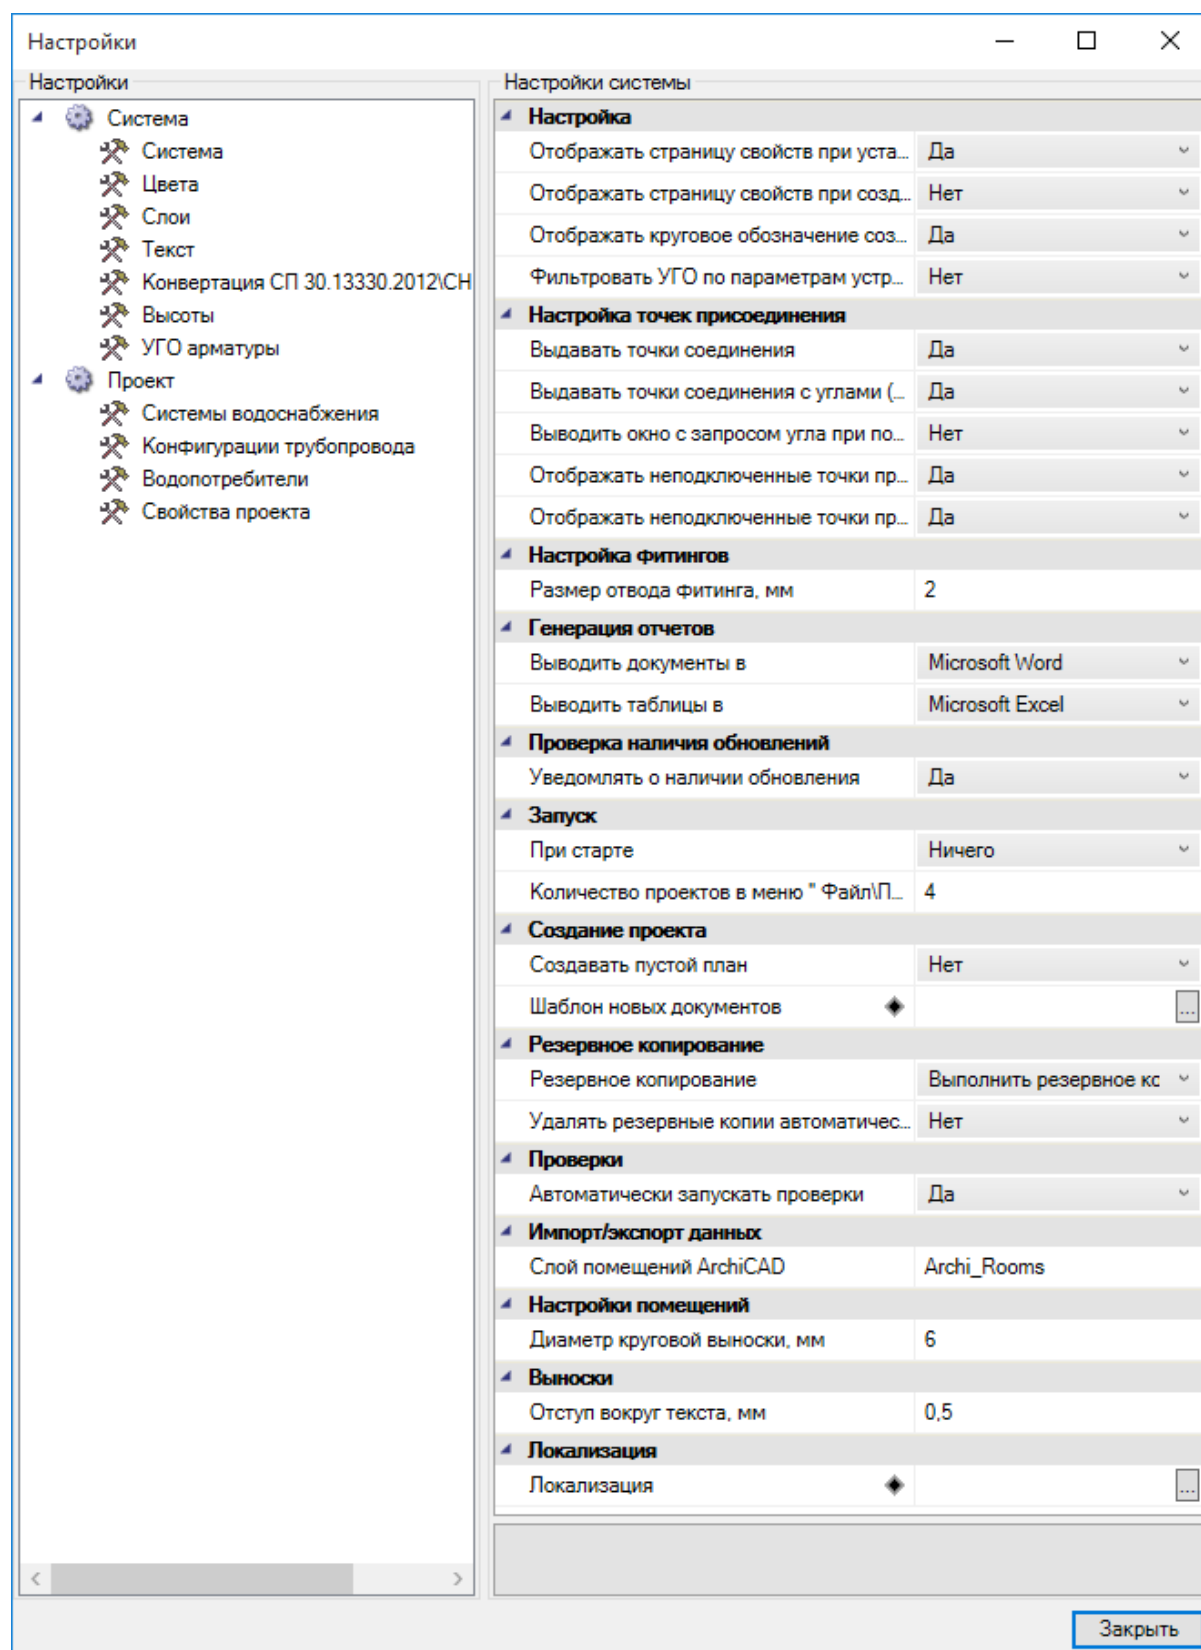 Настройки
Настройки
Система
Система
Цвета
Слои
Текст
Конвертация СП 30.13330.2012\СН
Высоты
УГО арматуры
Проект
Системы водоснабжения
Конфигурации трубопровода
Водопотребители
Свойства проекта
Настройки системы
Настройка
Отображать страницу свойств при уста... Да
Отображать страницу свойств при созд... Нет
Отображать круговое обозначение соз... Да
Фильтровать УГО по параметрам устр... Нет
Настройка точек присоединения
Выдавать точки соединения Да
Выдавать точки соединения с углами (... Да
Выводить окно с запросом угла при по... Нет
Отображать неподключенные точки пр... Да
Отображать неподключенные точки пр... Да
Настройка фитингов
Размер отвода фитинга, мм 2
Генерация отчетов
Выводить документы в Microsoft Word
Выводить таблицы в Microsoft Excel
Проверка наличия обновлений
Уведомлять о наличии обновления Да
Запуск
При старте Ничего
Количество проектов в меню " Файл\П... 4
Создание проекта
Создавать пустой план Нет
Шаблон новых документов ...
Резервное копирование
Резервное копирование Выполнить резервное кс
Удалять резервные копии автоматичес... Нет
Проверки
Автоматически запускать проверки Да
Импорт/экспорт данных
Слой помещений ArchiCAD Archi_Rooms
Настройки помещений
Диаметр круговой выноски, мм 6
Выноски
Отступ вокруг текста, мм 0,5
Локализация
Локализация ...
Закрыть